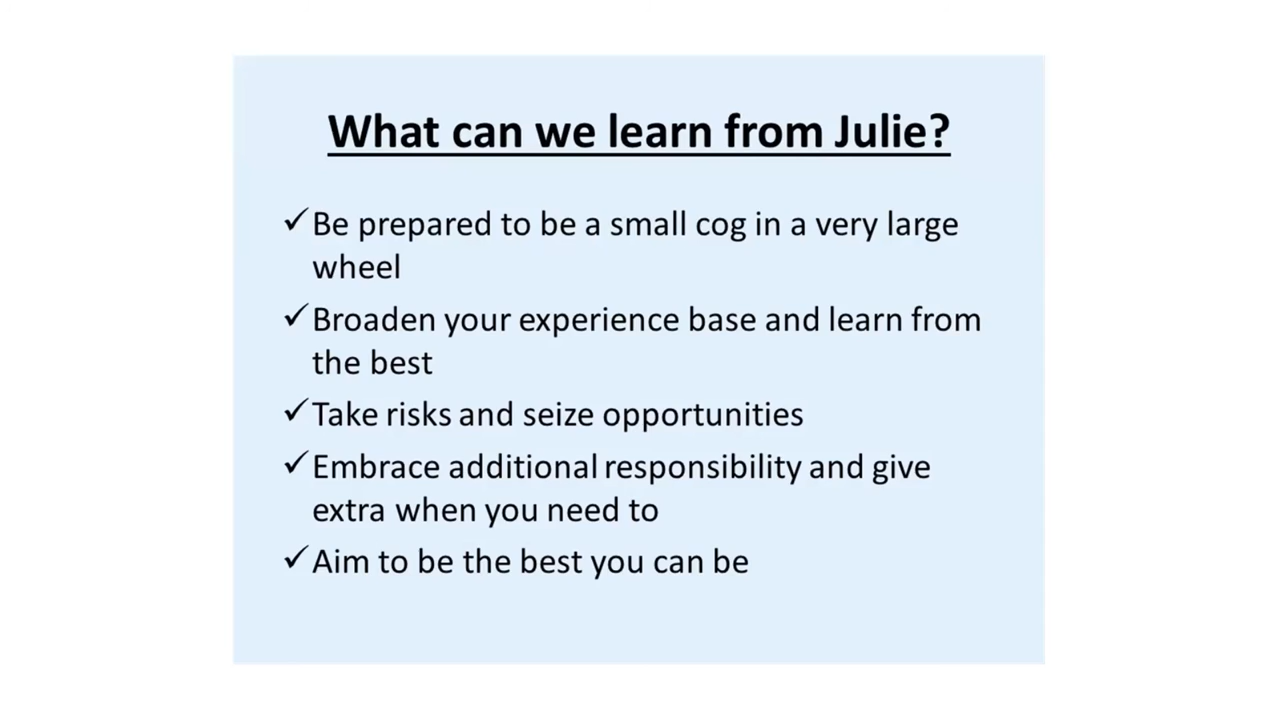 What can we learn from Julie?
✓Be prepared to be a small cog in a very large
wheel
✓Broaden your experience base and learn from
the best
✓Take risks and seize opportunities
✓Embrace additional responsibility and give
extra when you need to
✓Aim to be the best you can be